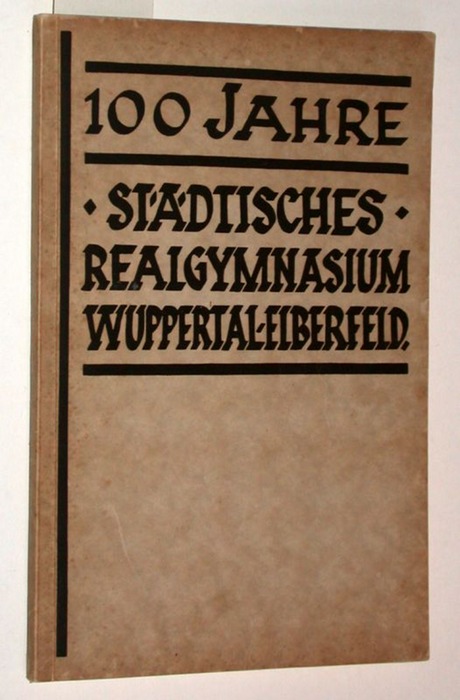 100 JAHRE
· STÄDTISCHES ·
REALGYMNASIUM
WUPPERTAL-ELBERFELD.